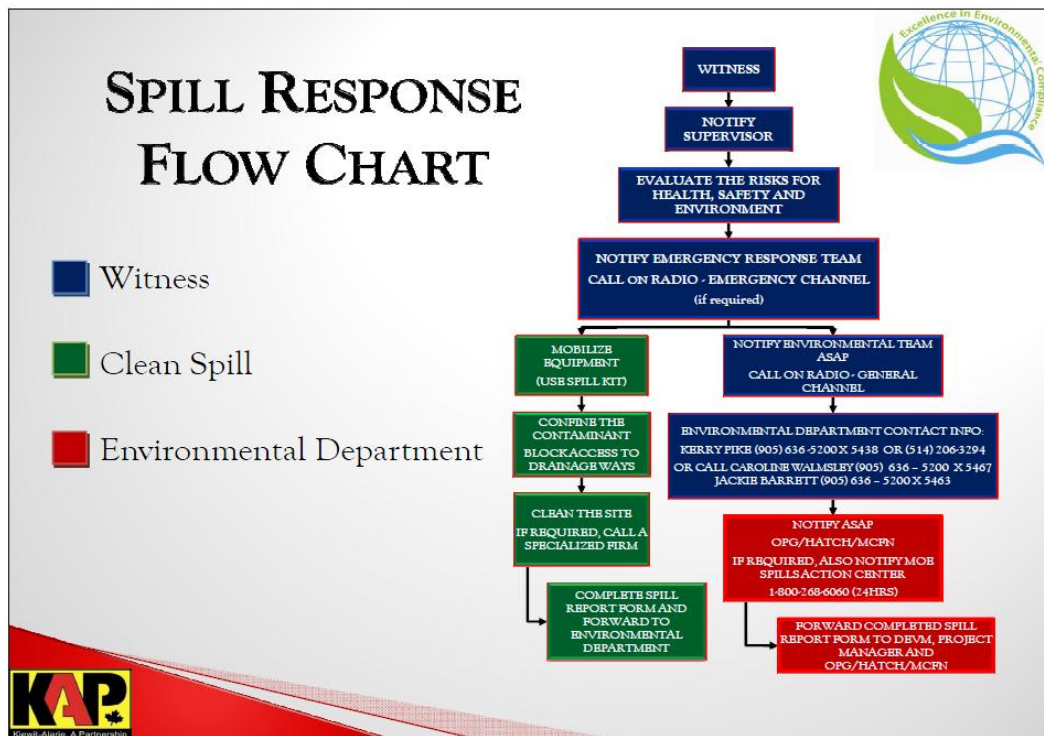 SPILL RESPONSE
FLOW CHART
Witness
Clean Spill
Environmental Department
Excellence in Environmental Compliance
WITNESS
NOTIFY
SUPERVISOR
EVALUATE THE RISKS FOR
HEALTH, SAFETY AND
ENVIRONMENT
NOTIFY EMERGENCY RESPONSE TEAM
CALL ON RADIO - EMERGENCY CHANNEL
(if required)
MOBILIZE
EQUIPMENT
(USE SPILL KIT)
CONFINE THE
CONTAMINANT
BLOCK ACCESS TO
DRAINAGE WAYS
CLEAN THE SITE
IF REQUIRED, CALL A
SPECIALIZED FIRM
COMPLETE SPILL
REPORT FORM AND
FORWARD TO
ENVIRONMENTAL
DEPARTMENT
NOTIFY ENVIRONMENTAL TEAM
ASAP
CALL ON RADIO - GENERAL
CHANNEL
ENVIRONMENTAL DEPARTMENT CONTACT INFO:
KERRY PIKE (905) 636-5200 X 5438 OR (514) 206-3294
OR CALL CAROLINE WALMSLEY (905) 636 – 5200 X 5467
JACKIE BARRETT (905) 636 – 5200 X 5463
NOTIFY ASAP
OPG/HATCH/MCFN
IF REQUIRED, ALSO NOTIFY MOE
SPILLS ACTION CENTER
1-800-268-6060 (24HRS)
FORWARD COMPLETED SPILL
REPORT FORM TO DEVM, PROJECT
MANAGER AND
OPG/HATCH/MCFN
KAP
Kiewit-Alarie, A Partnership